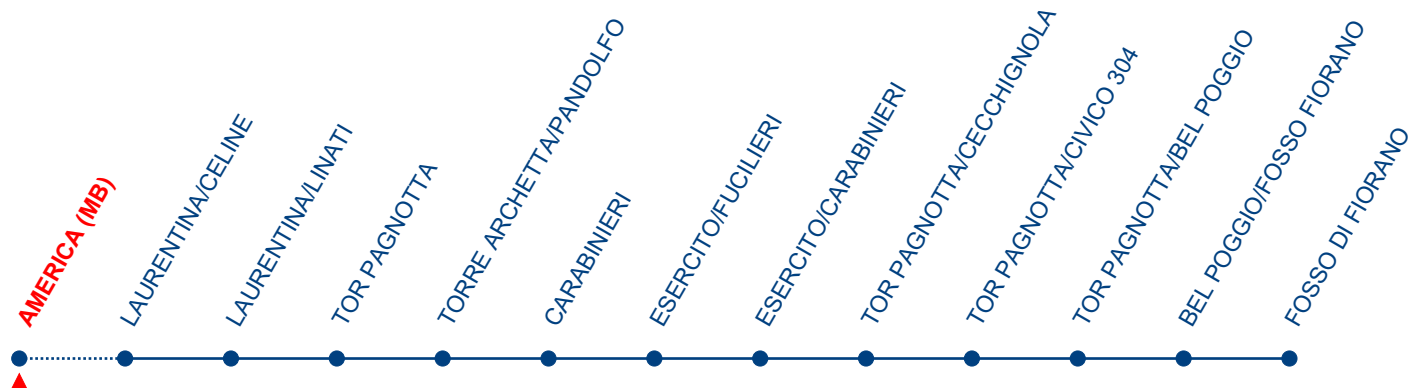 AMERICA (MB)
LAURENTINA/CELINE
LAURENTINA/LINATI
TOR PAGNOTTA
TORRE ARCHETTA/PANDOLFO
CARABINIERI
ESERCITO/FUCILIERI
ESERCITO/CARABINIERI
TOR PAGNOTTA/CECCHIGNOLA
TOR PAGNOTTA/CIVICO 304
TOR PAGNOTTA/BEL POGGIO
BEL POGGIO/FOSSO FIORANO
FOSSO DI FIORANO